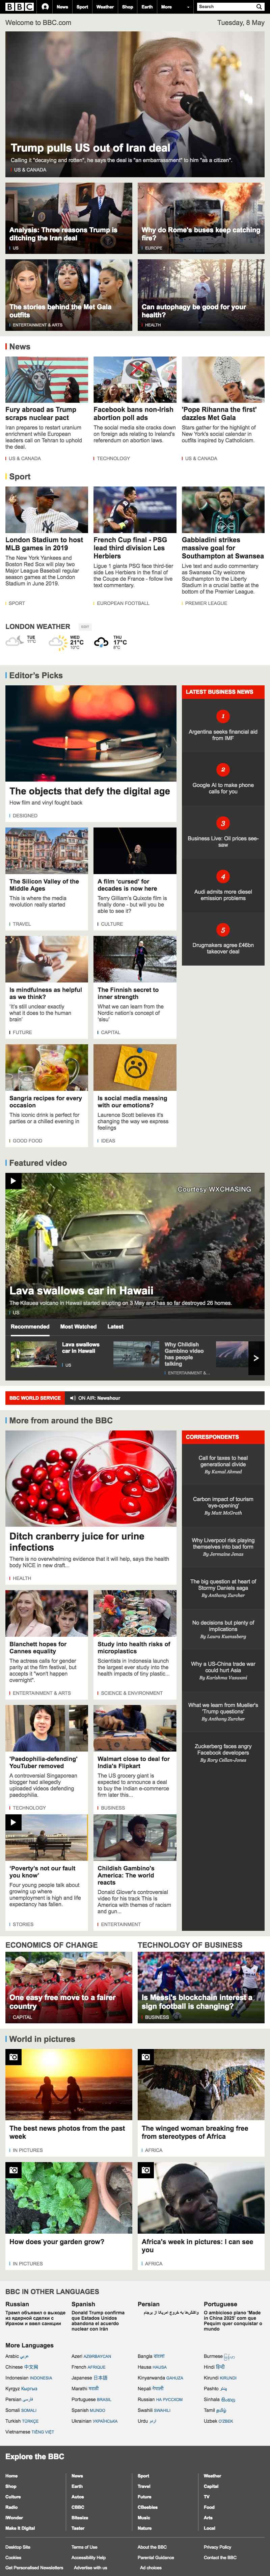 BBC News Sport Weather Shop Earth More Search
Welcome to BBC.com
Tuesday, 8 May
Trump pulls US out of Iran deal
Calling it "decaying and rotten", he says the deal is "an embarrassment" to him "as a citizen".
US & CANADA
Analysis: Three reasons Trump is
ditching the Iran deal
US
Why do Rome's buses keep catching
fire?
EUROPE
The stories behind the Met Gala
outfits
ENTERTAINMENT & ARTS
Can autophagy be good for your
health?
HEALTH
News
Fury abroad as Trump
scraps nuclear pact
Iran prepares to restart uranium
enrichment while European
leaders call on Tehran to uphold
the deal.
US & CANADA
Facebook bans non-Irish
abortion poll ads
The social media site cracks down
on foreign ads relating to Ireland's
referendum on abortion laws.
TECHNOLOGY
'Pope Rihanna the first'
dazzles Met Gala
Stars gather for the highlight
of New York's social calendar in
outfits inspired by Catholicism.
US & CANADA
Sport
London Stadium to host
MLB games in 2019
The New York Yankees and
Boston Red Sox will play two
Major League Baseball regular
season games at the London
Stadium in June 2019.
SPORT
French Cup final - PSG
lead third division Les
Herbiers
Ligue 1 giants PSG face third-
tier side Les Herbiers in the final of
the Coupe de France - follow live
text commentary.
EUROPEAN FOOTBALL
Gabbiadini strikes
massive goal for
Southampton at Swansea
Live text and audio commentary
as Swansea City welcome
Southampton to the Liberty
Stadium in a crucial battle at the
bottom of the Premier League.
PREMIER LEAGUE
LONDON WEATHER
EDIT
TUE
11°C
WED
21°C
10°C
THU
17°C
6°C
Editor's Picks
The objects that defy the digital age
How film and vinyl fought back
DESIGNED
The Silicon Valley of the
Middle Ages
This is where the media
revolution really started
TRAVEL
A film 'cursed' for
decades is now here
Terry Gilliam's Quixote film is
finally done - but will you be
able to see it?
CULTURE
Is mindfulness as helpful
as we think?
'It's still unclear exactly
what it does to the human
brain'
FUTURE
The Finnish secret to
inner strength
What we can learn from the
Nordic nation's concept of
'sisu'
CAPITAL
Sangria recipes for every
occasion
This iconic drink is perfect for
parties or a chilled evening in
GOOD FOOD
Is social media messing
with our emotions?
Laurence Scott believes it's
changing the way we express
feelings
IDEAS
LATEST BUSINESS NEWS
1
Argentina seeks financial aid
from IMF
2
Google AI to make phone
calls for you
3
Business Live: Oil prices see-
saw
4
Audi admits more diesel
emission problems
5
Drugmakers agree £46bn
takeover deal
Featured video
Courtesy WXCHASING
Lava swallows car in Hawaii
The Kilauea volcano in Hawaii started erupting on 3 May and has so far destroyed 26 homes.
US
Recommended Most Watched Latest
Lava swallows
car in Hawaii
US
Why Childish
Gambino video
has people
talking
ENTERTAINMENT &...
BBC WORLD SERVICE
ON AIR: Newshour
More from around the BBC
Ditch cranberry juice for urine
infections
There is no overwhelming evidence that it will help, says the health
body NICE in new draft...
HEALTH
Blanchett hopes for
Cannes equality
The actress calls for gender
parity at the film festival, but
accepts it "won't happen
overnight".
ENTERTAINMENT & ARTS
Study into health risks of
microplastics
Scientists in Indonesia launch
the largest ever study into the
health impacts of tiny plastic...
SCIENCE & ENVIRONMENT
'Paedophilia-defending'
YouTuber removed
A controversial Singaporean
blogger had allegedly
uploaded videos defending
paedophilia.
TECHNOLOGY
Walmart close to deal for
India's Flipkart
The US grocery giant is
expected to announce a deal
to buy the Indian e-commerce
firm later this...
BUSINESS
'Poverty's not our fault
you know'
Four young people talk about
growing up where
unemployment is high and life
expectancy has fallen.
STORIES
Childish Gambino's
America: The world
reacts
Donald Glover's controversial
video for his track This Is
America with themes of racism
and gun...
ENTERTAINMENT
CORRESPONDENTS
Call for taxes to heal
generational divide
By Kamal Ahmed
Carbon impact of tourism
'eye-opening'
By Matt McGrath
Why Liverpool risk playing
themselves into bad form
By Jermaine Jenas
The big question at heart of
Stormy Daniels saga
By Anthony Zurcher
No decisions but plenty of
implications
By Laura Kuenssberg
Why a US-China trade war
could hurt Asia
By Karishma Vaswani
What we learn from Mueller's
'Trump questions'
By Anthony Zurcher
Zuckerberg faces angry
Facebook developers
By Rory Cellan-Jones
ECONOMICS OF CHANGE
One easy free move to a fairer
country
CAPITAL
TECHNOLOGY OF BUSINESS
Is Messi's blockchain interest a
sign football is changing?
BUSINESS
World in pictures
The best news photos from the past
week
IN PICTURES
The winged woman breaking free
from stereotypes of Africa
AFRICA
How does your garden grow?
IN PICTURES
Africa's week in pictures: I can see
you
AFRICA
BBC IN OTHER LANGUAGES
Russian
Трамп объявил о выходе
из ядерной сделки с
Ираном и ввел санкции
Spanish
Donald Trump confirma
que Estados Unidos
abandona el acuerdo
nuclear con Irán
Persian
Portuguese
O ambicioso plano 'Made
in China 2025' com que
Pequim quer conquistar o
mundo
More Languages
Arabic عربي
Azeri AZƏRBAYCAN
Bangla বাংলা
Burmese
Chinese 中文网
French AFRIQUE
Hausa HAUSA
Hindi हिन्दी
Indonesian INDONESIA
Japanese 日本語
Kinyarwanda GAHUZA
Kirundi KIRUNDI
Kyrgyz Кыргыз
Marathi मराठी
Nepali नेपाली
Pashto پښتو
Persian فارسی
Portuguese BRASIL
Russian НА РУССКОМ
Sinhala සිංහල
Somali SOMALI
Spanish MUNDO
Swahili SWAHILI
Tamil தமிழ்
Turkish TÜRKÇE
Ukrainian УКРАЇНСЬКА
Urdu اردو
Uzbek O'ZBEK
Vietnamese TIẾNG VIỆT
Explore the BBC
Home News Sport Weather
Shop Earth Travel Capital
Culture Autos Future TV
Radio CBBC CBeebies Food
iWonder Bitesize Music Arts
Make It Digital Taster Nature Local
Desktop Site Terms of Use About the BBC Privacy Policy
Cookies Accessibility Help Parental Guidance Contact the BBC
Get Personalised Newsletters Advertise with us Ad choices